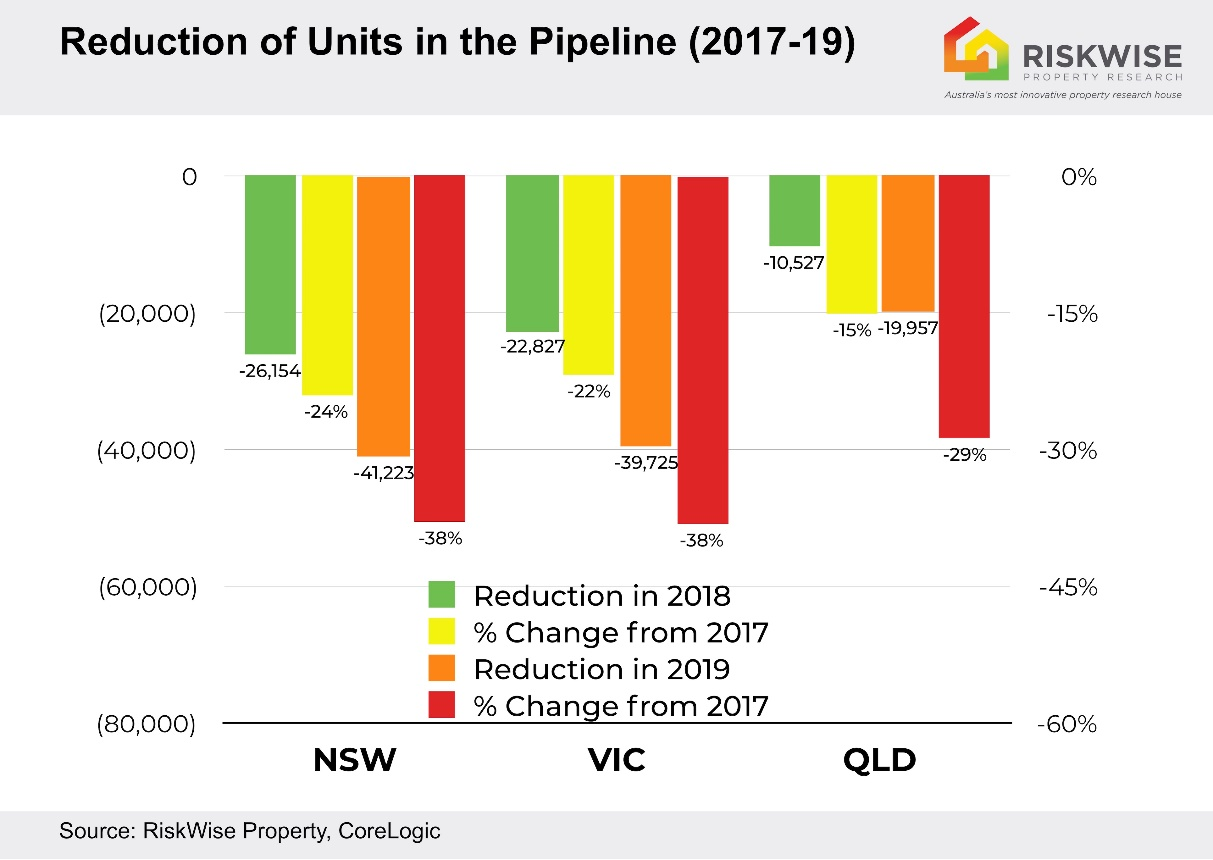 Reduction of Units in the Pipeline (2017-19)
RISKWISE
PROPERTY RESEARCH
Australia's most innovative property research house
0
0%
-10,527
(20,000)
-15%
-15%
-19,957
-22,827
-26,154
-22%
-24%
(40,000)
-30%
-29%
-39,725
-41,223
-38%
-38%
(60,000)
-45%
Reduction in 2018
% Change from 2017
Reduction in 2019
% Change from 2017
(80,000)
-60%
NSW
VIC
QLD
Source: RiskWise Property, CoreLogic